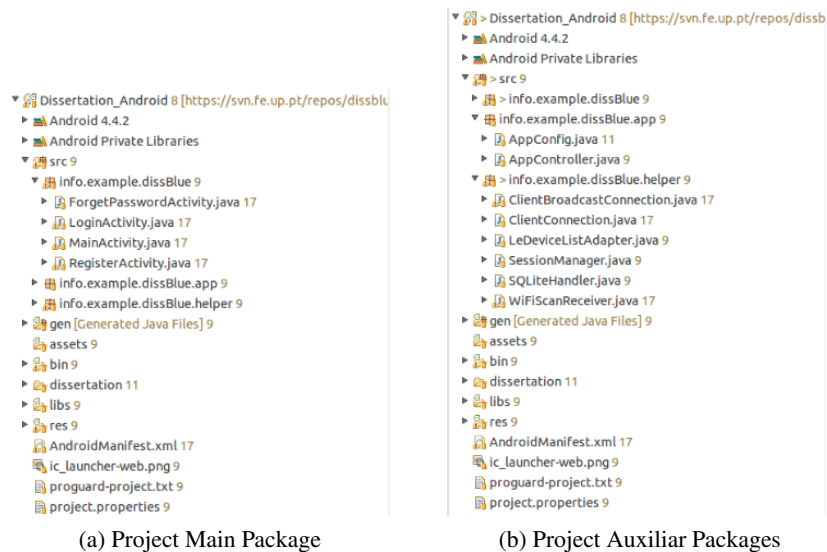 Dissertation_Android 8 [https://svn.fe.up.pt/repos/dissblu
Android 4.4.2
Android Private Libraries
src 9
info.example.dissBlue 9
ForgetPasswordActivity.java 17
LoginActivity.java 17
MainActivity.java 17
RegisterActivity.java 17
info.example.dissBlue.app 9
info.example.dissBlue.helper 9
gen [Generated Java Files] 9
assets 9
bin 9
dissertation 11
libs 9
res 9
AndroidManifest.xml 17
ic_launcher-web.png 9
proguard-project.txt 9
project.properties 9
(a) Project Main Package
> Dissertation_Android 8 [https://svn.fe.up.pt/repos/dissb
Android 4.4.2
Android Private Libraries
> src 9
> info.example.dissBlue 9
info.example.dissBlue.app 9
AppConfig.java 11
AppController.java 9
> info.example.dissBlue.helper 9
ClientBroadcastConnection.java 17
ClientConnection.java 17
LeDeviceListAdapter.java 9
SessionManager.java 9
SQLiteHandler.java 9
WiFiScanReceiver.java 17
gen [Generated Java Files] 9
assets 9
bin 9
dissertation 11
libs 9
res 9
AndroidManifest.xml 17
ic_launcher-web.png 9
proguard-project.txt 9
project.properties 9
(b) Project Auxiliar Packages